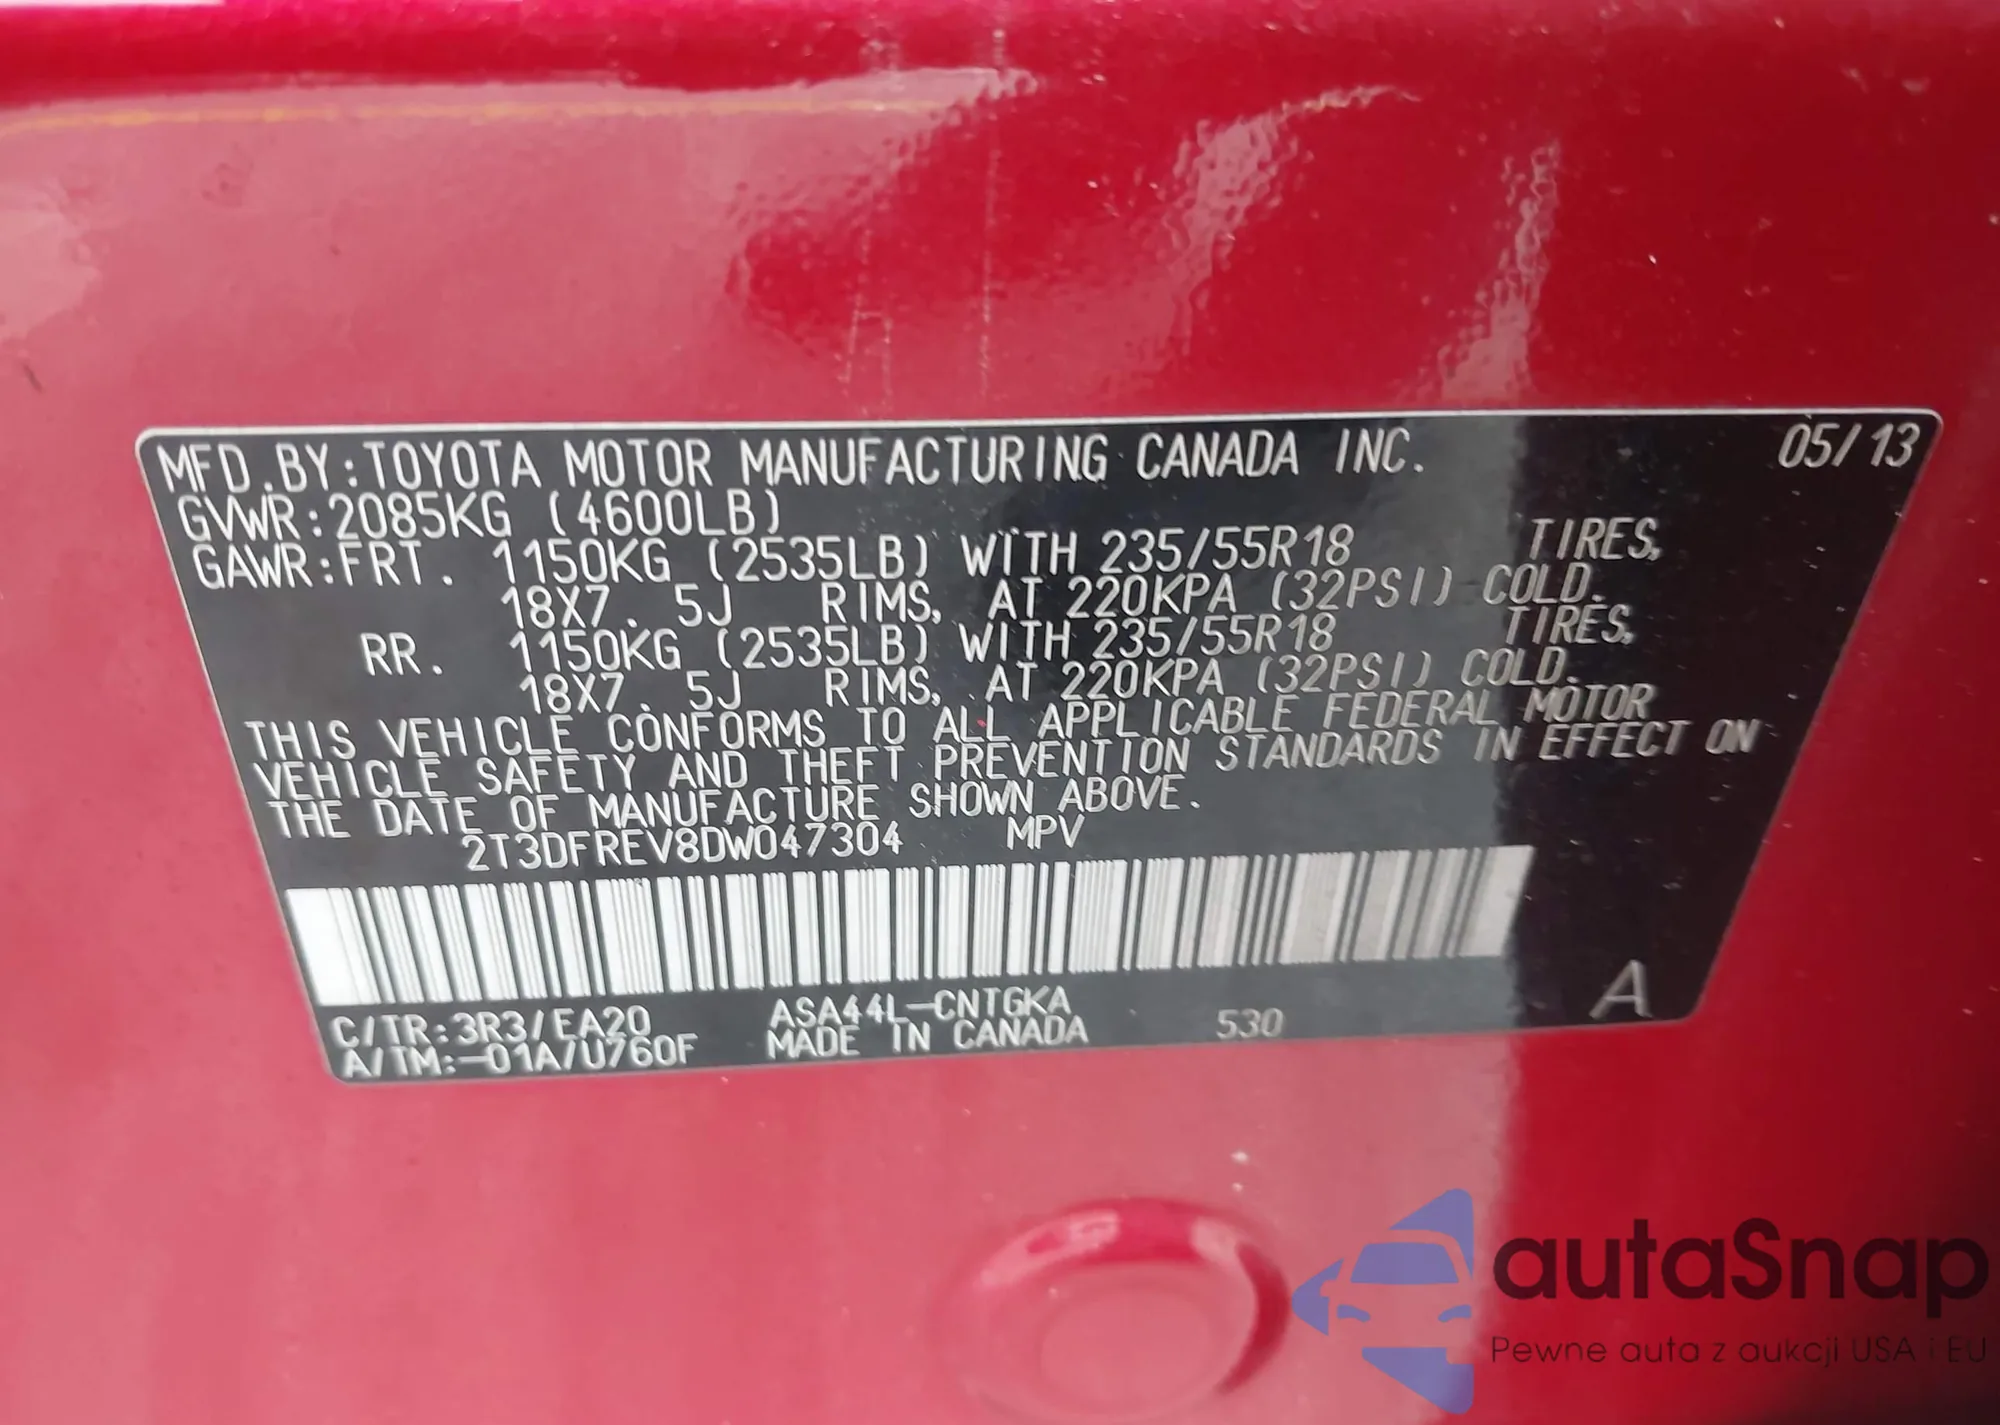 MFD.BY:TOYOTA MOTOR MANUFACTURING CANADA INC. 05/13
GVWR:2085KG (4600LB)
GAWR:FRT. 1150KG (2535LB) WITH 235/55R18 TIRES,
18X7.5J RIMS, AT 220KPA (32PSI) COLD.
RR. 1150KG (2535LB) WITH 235/55R18 TIRES,
18X7.5J RIMS, AT 220KPA (32PSI) COLD.
THIS VEHICLE CONFORMS TO ALL APPLICABLE FEDERAL MOTOR
VEHICLE SAFETY AND THEFT PREVENTION STANDARDS IN EFFECT ON
THE DATE OF MANUFACTURE SHOWN ABOVE.
2T3DFREV8DW047304 MPV
C/TR:3R3/EA20 ASA44L-CNTGKA 530 A
A/TM:-01A/U760F MADE IN CANADA
autaSnap
Pewne auta z aukcji USA i EU